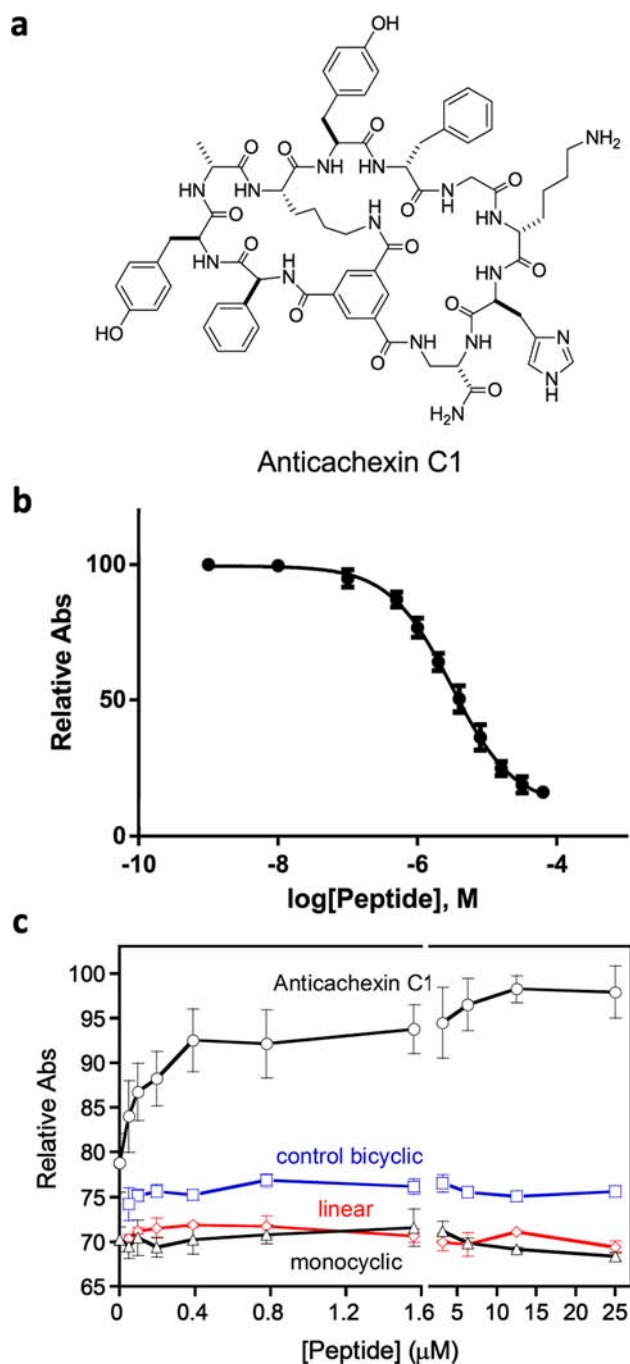 a
OH
O
H
N
O
O
N
H
H
N
O
N
H
O
H
N
O
NH2
N
H
O
N
H
O
N
H
H
N
O
O
HN
O
HN
O
N
H
HO
O
O
N
H
O
NH
O
H2N
N
N
H
Anticachexin C1
b
Relative Abs
100
50
0
-10
-8
-6
-4
log[Peptide], M
c
Relative Abs
100
95
90
85
80
75
70
65
Anticachexin C1
control bicyclic
linear
monocyclic
0 0.4 0.8 1.2 1.6 5 10 15 20 25
[Peptide] (μM)